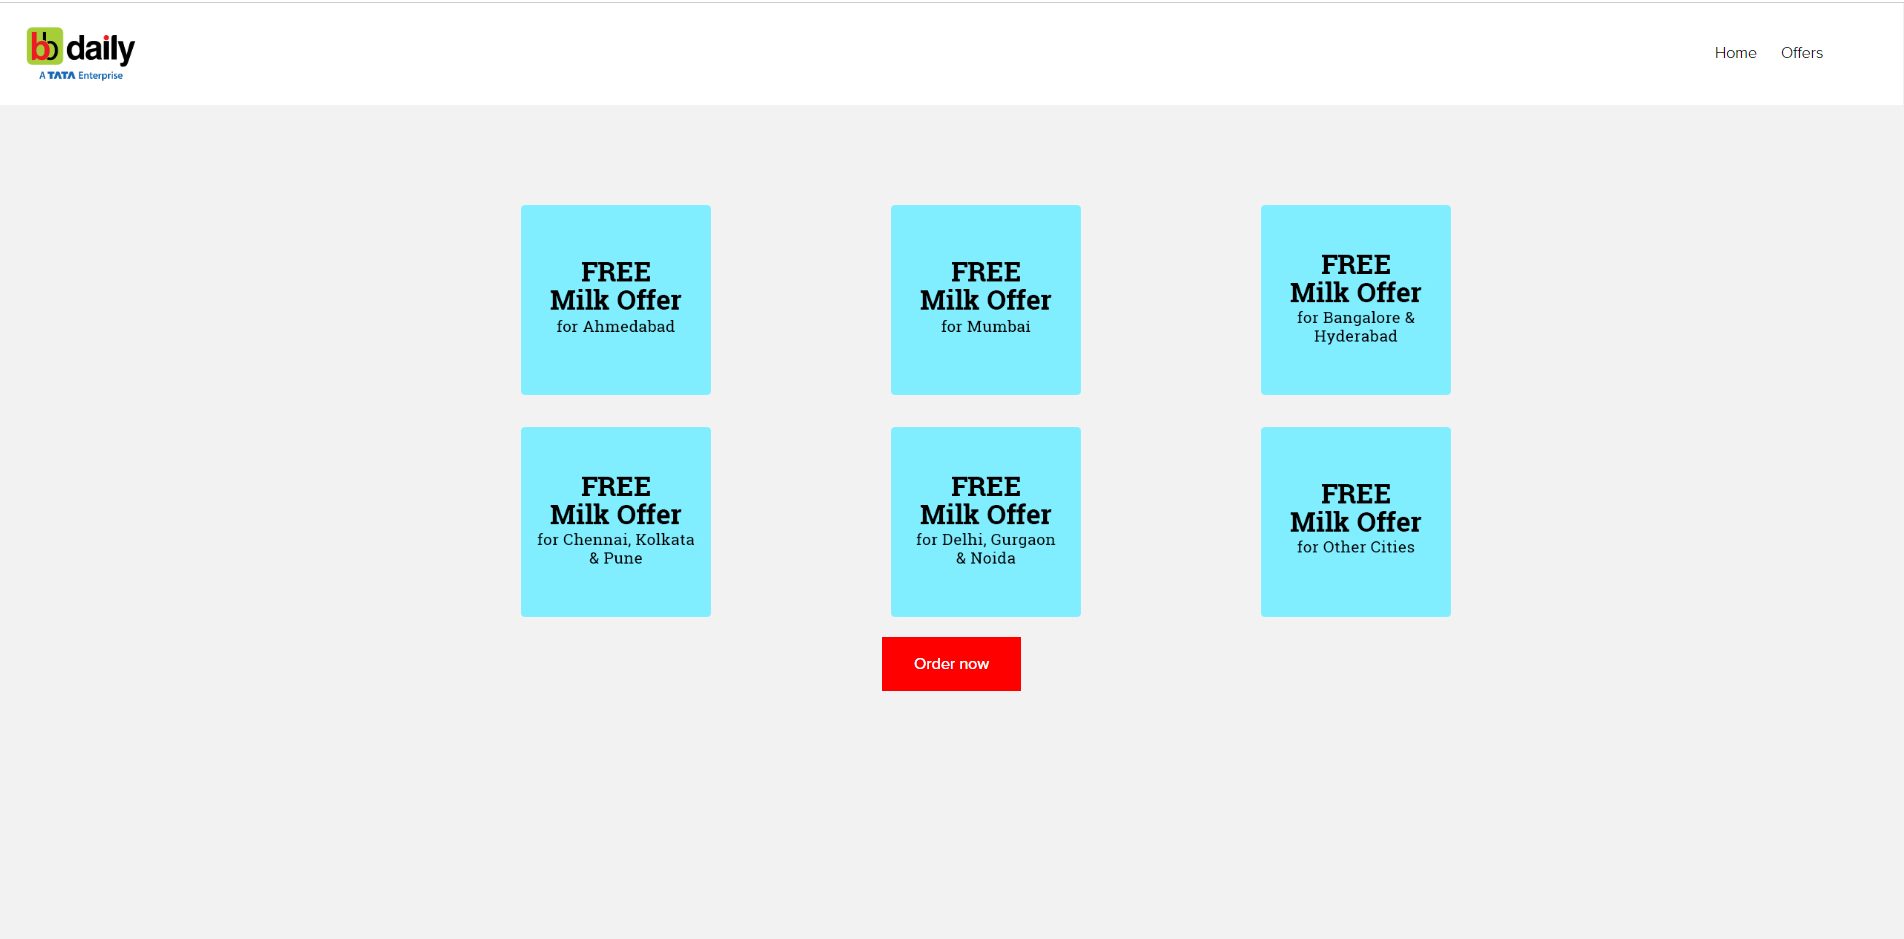 bb daily
A TATA Enterprise
Home
Offers
FREE
Milk Offer
for Ahmedabad
FREE
Milk Offer
for Mumbai
FREE
Milk Offer
for Bangalore &
Hyderabad
FREE
Milk Offer
for Chennai, Kolkata
& Pune
FREE
Milk Offer
for Delhi, Gurgaon
& Noida
FREE
Milk Offer
for Other Cities
Order now